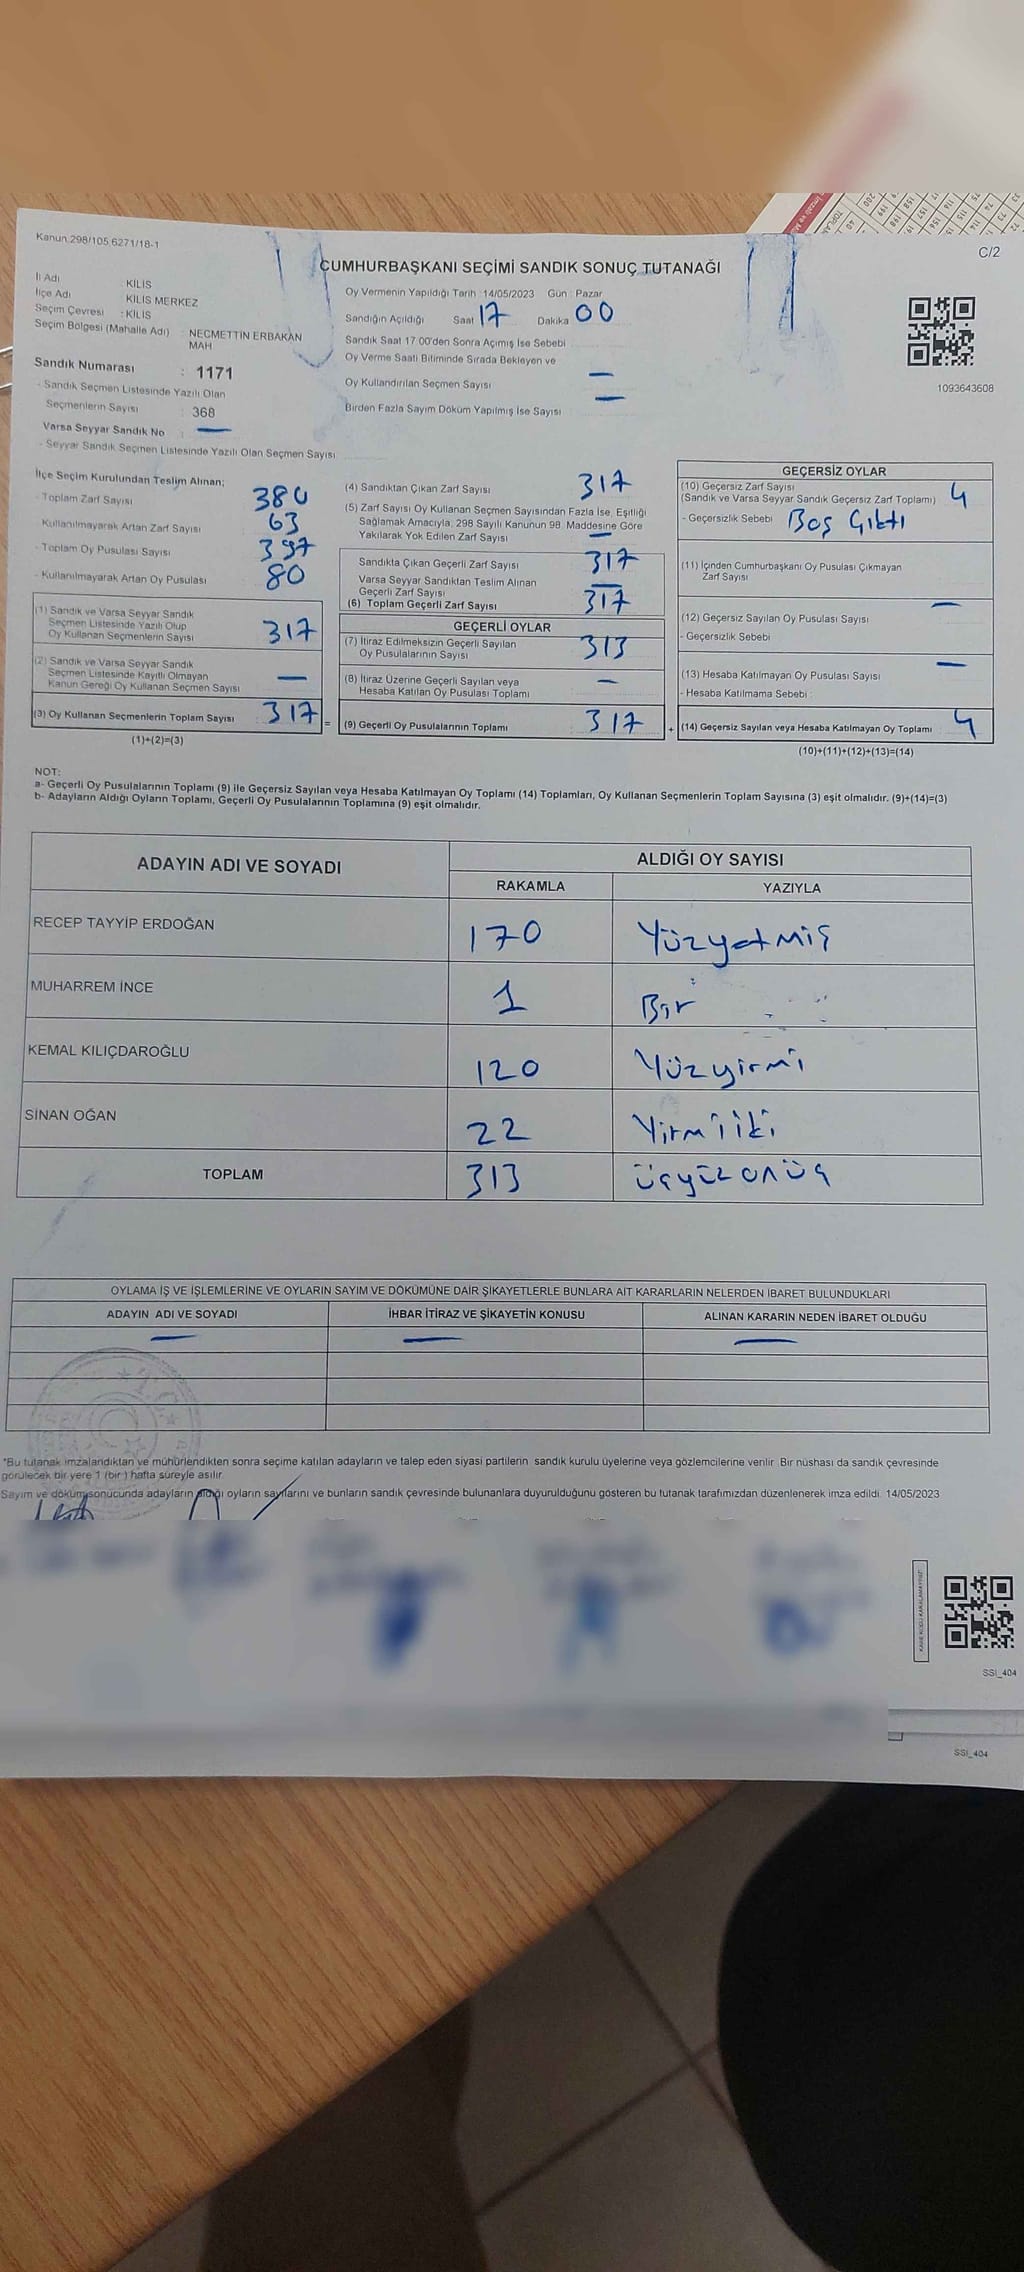 Kanun 298/105 6271/18-1
C/2
CUMHURBAŞKANI SEÇİMİ SANDIK SONUÇ TUTANAĞI
İl Adı : KİLİS
İlçe Adı : KİLİS MERKEZ
Seçim Çevresi : KİLİS
Seçim Bölgesi (Mahalle Adı) : NECMETTİN ERBAKAN MAH
Sandık Numarası : 1171
- Sandık Seçmen Listesinde Yazılı Olan
Seçmenlerin Sayısı : 368
Varsa Seyyar Sandık No : —
- Seyyar Sandık Seçmen Listesinde Yazılı Olan Seçmen Sayısı
Oy Vermenin Yapıldığı Tarih : 14/05/2023 Gün : Pazar
Sandığın Açıldığı Saat 17 Dakika 00
Sandık Saat 17:00'den Sonra Açımış İse Sebebi
Oy Verme Saati Bitiminde Sırada Bekleyen ve
Oy Kullandırılan Seçmen Sayısı —
Birden Fazla Sayım Döküm Yapılmış İse Sayısı —
1093643608
İlçe Seçim Kurulundan Teslim Alınan;
- Toplam Zarf Sayısı 380
- Kullanılmayarak Artan Zarf Sayısı 63
- Toplam Oy Pusulası Sayısı 397
- Kullanılmayarak Artan Oy Pusulası 80
(1) Sandık ve Varsa Seyyar Sandık
Seçmen Listesinde Yazılı Olup
Oy Kullanan Seçmenlerin Sayısı 317
(2) Sandık ve Varsa Seyyar Sandık
Seçmen Listesinde Kayıtlı Olmayan
Kanun Gereği Oy Kullanan Seçmen Sayısı —
(3) Oy Kullanan Seçmenlerin Toplam Sayısı 317 =
(1)+(2)=(3)
(4) Sandıktan Çıkan Zarf Sayısı 317
(5) Zarf Sayısı Oy Kullanan Seçmen Sayısından Fazla İse, Eşitliği
Sağlamak Amacıyla, 298 Sayılı Kanunun 98. Maddesine Göre
Yakılarak Yok Edilen Zarf Sayısı —
Sandıkta Çıkan Geçerli Zarf Sayısı 317
Varsa Seyyar Sandıktan Teslim Alınan
Geçerli Zarf Sayısı —
(6) Toplam Geçerli Zarf Sayısı 317
GEÇERLİ OYLAR
(7) İtiraz Edilmeksizin Geçerli Sayılan
Oy Pusulalarının Sayısı 313
(8) İtiraz Üzerine Geçerli Sayılan veya
Hesaba Katılan Oy Pusulası Toplamı —
(9) Geçerli Oy Pusulalarının Toplamı 317 +
GEÇERSİZ OYLAR
(10) Geçersiz Zarf Sayısı
(Sandık ve Varsa Seyyar Sandık Geçersiz Zarf Toplamı) 4
- Geçersizlik Sebebi Boş Çıktı
(11) İçinden Cumhurbaşkanı Oy Pusulası Çıkmayan
Zarf Sayısı —
(12) Geçersiz Sayılan Oy Pusulası Sayısı
- Geçersizlik Sebebi —
(13) Hesaba Katılmayan Oy Pusulası Sayısı
- Hesaba Katılmama Sebebi :
(14) Geçersiz Sayılan veya Hesaba Katılmayan Oy Toplamı 4
(10)+(11)+(12)+(13)=(14)
NOT:
a- Geçerli Oy Pusulalarının Toplamı (9) ile Geçersiz Sayılan veya Hesaba Katılmayan Oy Toplamı (14) Toplamları, Oy Kullanan Seçmenlerin Toplam Sayısına (3) eşit olmalıdır. (9)+(14)=(3)
b- Adayların Aldığı Oyların Toplamı, Geçerli Oy Pusulalarının Toplamına (9) eşit olmalıdır.
ADAYIN ADI VE SOYADI ALDIĞI OY SAYISI
RAKAMLA YAZIYLA
RECEP TAYYİP ERDOĞAN 170 Yüzyetmiş
MUHARREM İNCE 1 Bir
KEMAL KILIÇDAROĞLU 120 Yüzyirmi
SİNAN OĞAN 22 Yirmiiki
TOPLAM 313 üçyüzonüç
OYLAMA İŞ VE İŞLEMLERİNE VE OYLARIN SAYIM VE DÖKÜMÜNE DAİR ŞİKAYETLERLE BUNLARA AİT KARARLARIN NELERDEN İBARET BULUNDUKLARI
ADAYIN ADI VE SOYADI İHBAR İTİRAZ VE ŞİKAYETİN KONUSU ALINAN KARARIN NEDEN İBARET OLDUĞU
— — —
T.C.
*Bu tutanak imzalandıktan ve mühürlendikten sonra seçime katılan adayların ve talep eden siyasi partilerin sandık kurulu üyelerine veya gözlemcilerine verilir. Bir nüshası da sandık çevresinde
görülecek bir yere 1 (bir ) hafta süreyle asılır.
Sayım ve döküm sonucunda adayların aldığı oyların sayılarını ve bunların sandık çevresinde bulunanlara duyurulduğunu gösteren bu tutanak tarafımızdan düzenlenerek imza edildi. 14/05/2023
KARE KODU KARALAMAYINIZ!
SSİ_404
SSİ_404